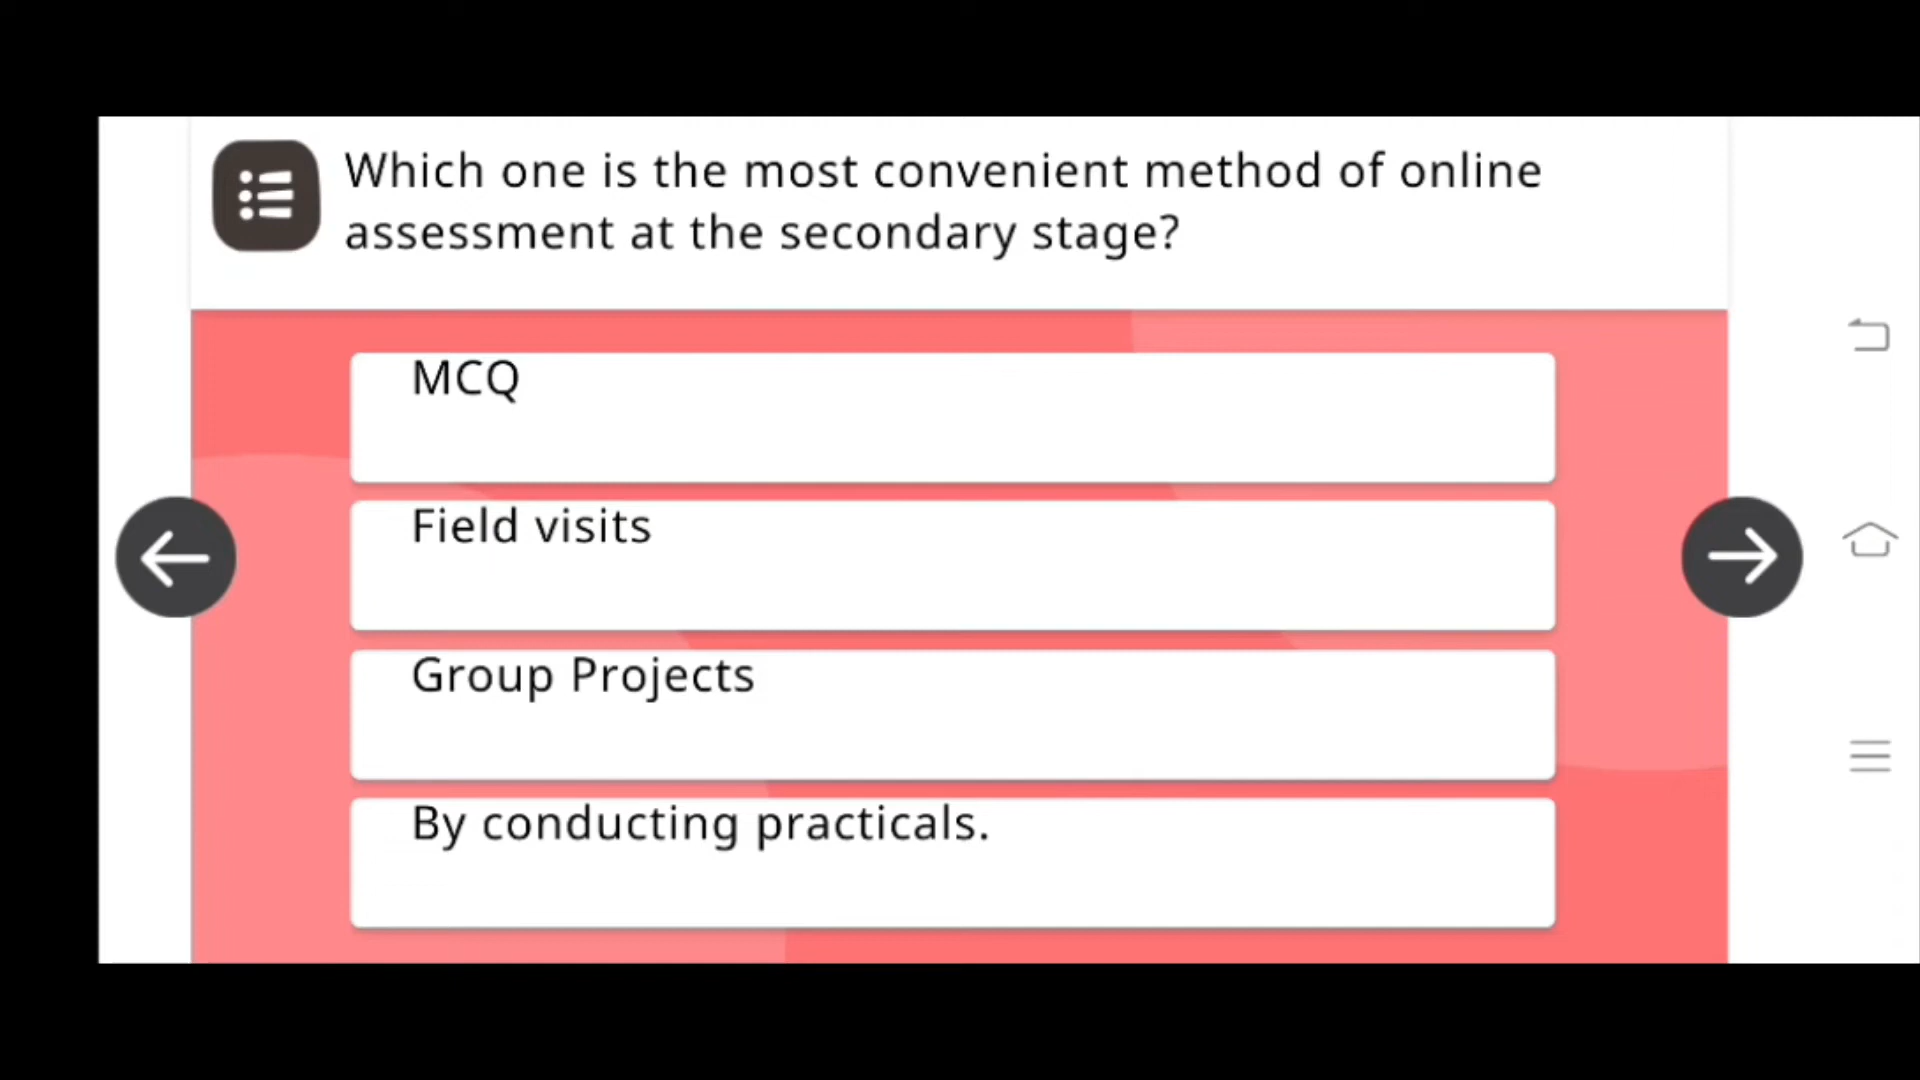 Which one is the most convenient method of online
assessment at the secondary stage?
MCQ
Field visits
Group Projects
By conducting practicals.